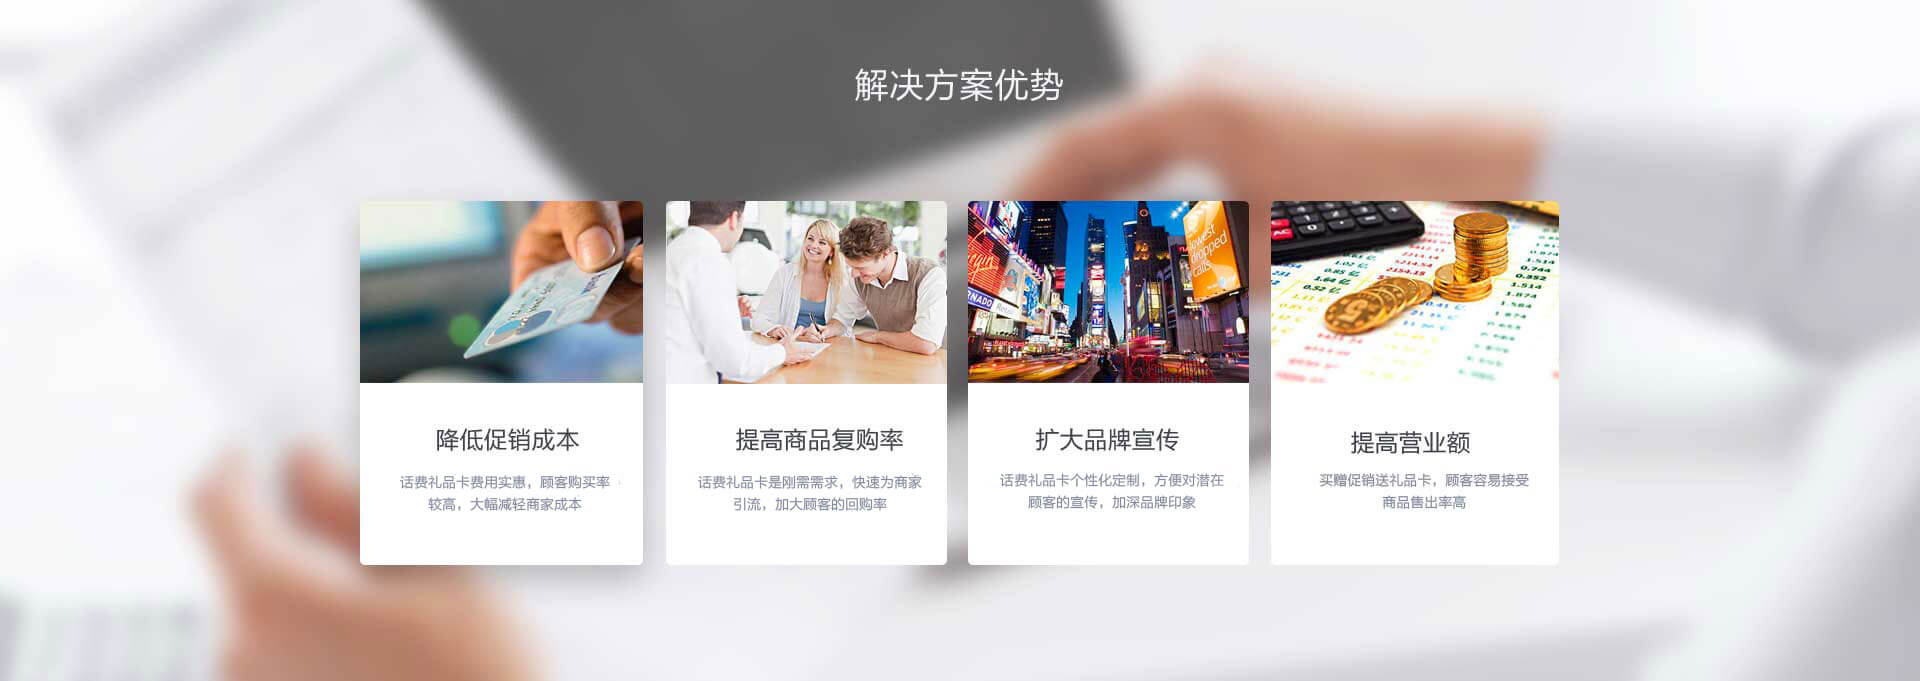 解决方案优势
降低促销成本
话费礼品卡费用实惠，顾客购买率
较高，大幅减轻商家成本
提高商品复购率
话费礼品卡是刚需需求，快速为商家
引流，加大顾客的回购率
扩大品牌宣传
话费礼品卡个性化定制，方便对潜在
顾客的宣传，加深品牌印象
提高营业额
买赠促销送礼品卡，顾客容易接受
商品售出率高
lowest
dropped
calls